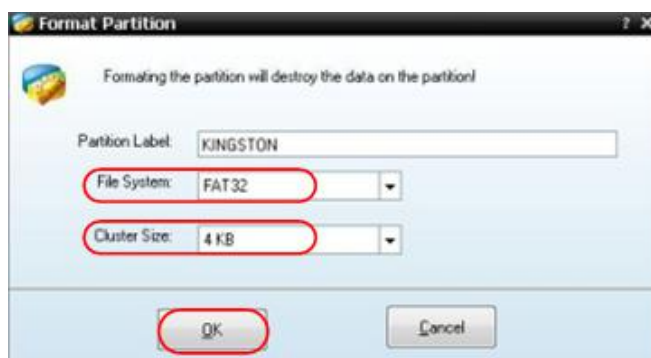 Format Partition ? X
Formating the partition will destroy the data on the partition!
Partition Label: KINGSTON
File System: FAT32
Cluster Size: 4 KB
OK Cancel